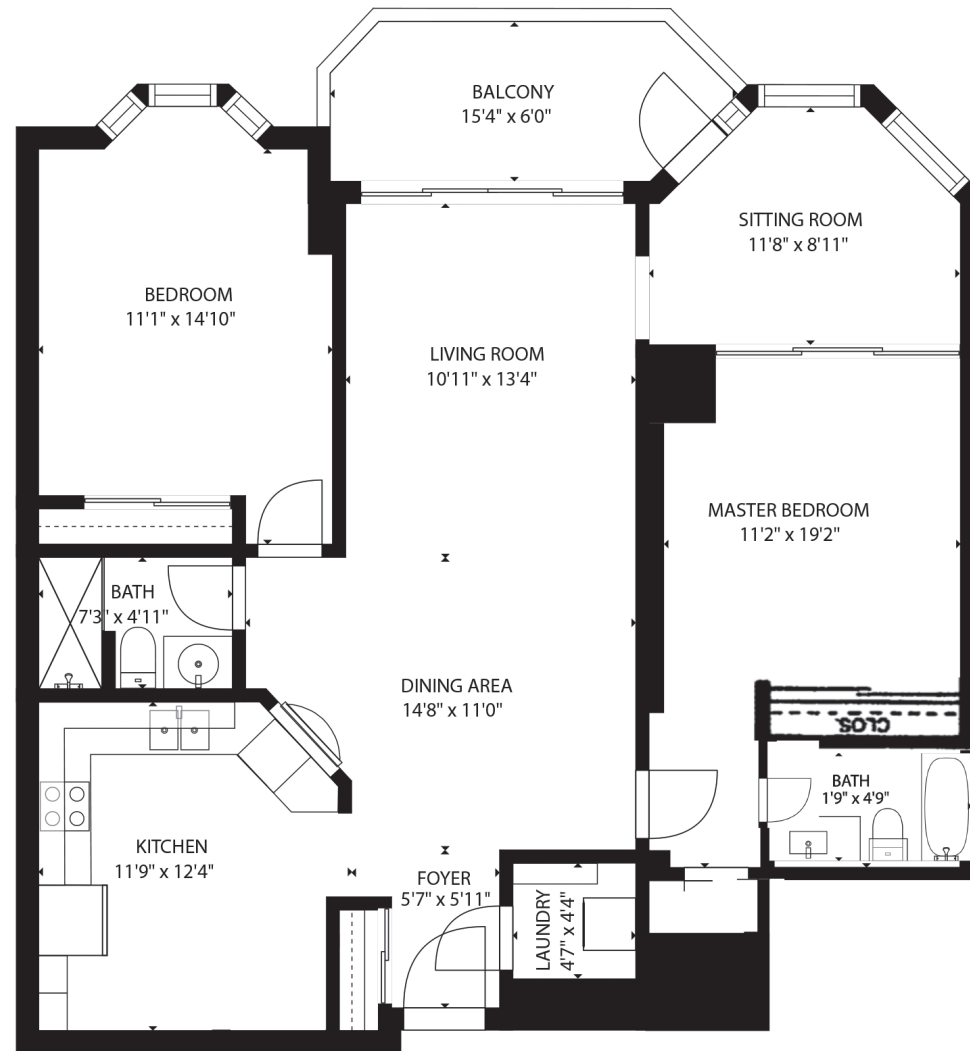 BALCONY
15'4" x 6'0"
SITTING ROOM
11'8" x 8'11"
BEDROOM
11'1" x 14'10"
LIVING ROOM
10'11" x 13'4"
MASTER BEDROOM
11'2" x 19'2"
BATH
7'3" x 4'11"
DINING AREA
14'8" x 11'0"
CLOS.
BATH
1'9" x 4'9"
KITCHEN
11'9" x 12'4"
FOYER
5'7" x 5'11"
LAUNDRY
4'7" x 4'4"